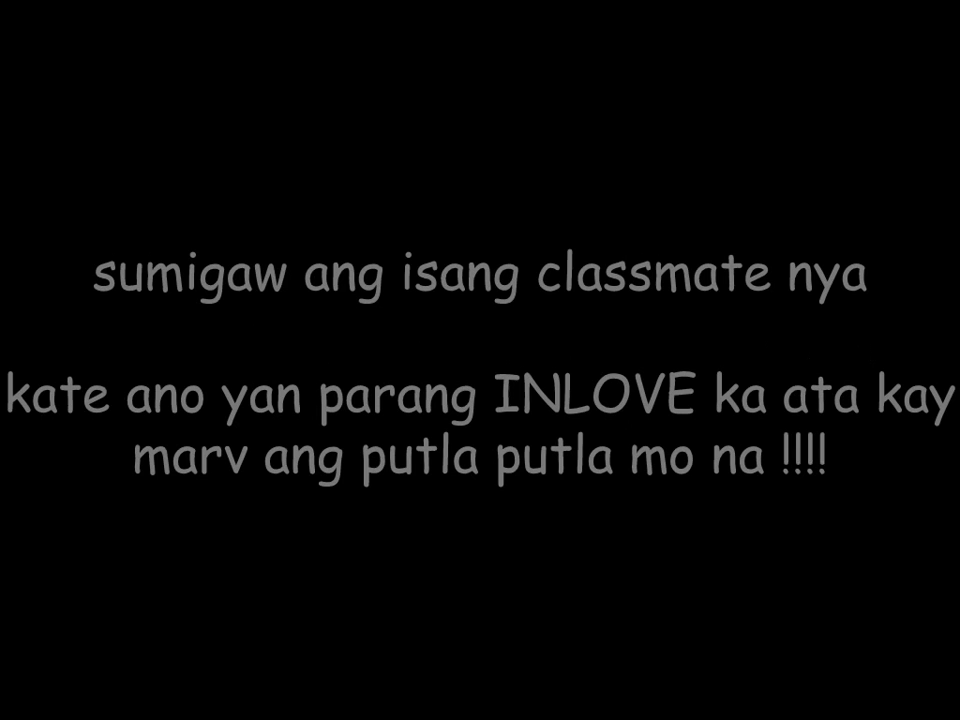 sumigaw ang isang classmate nya
kate ano yan parang INLOVE ka ata kay
marv ang putla putla mo na !!!!